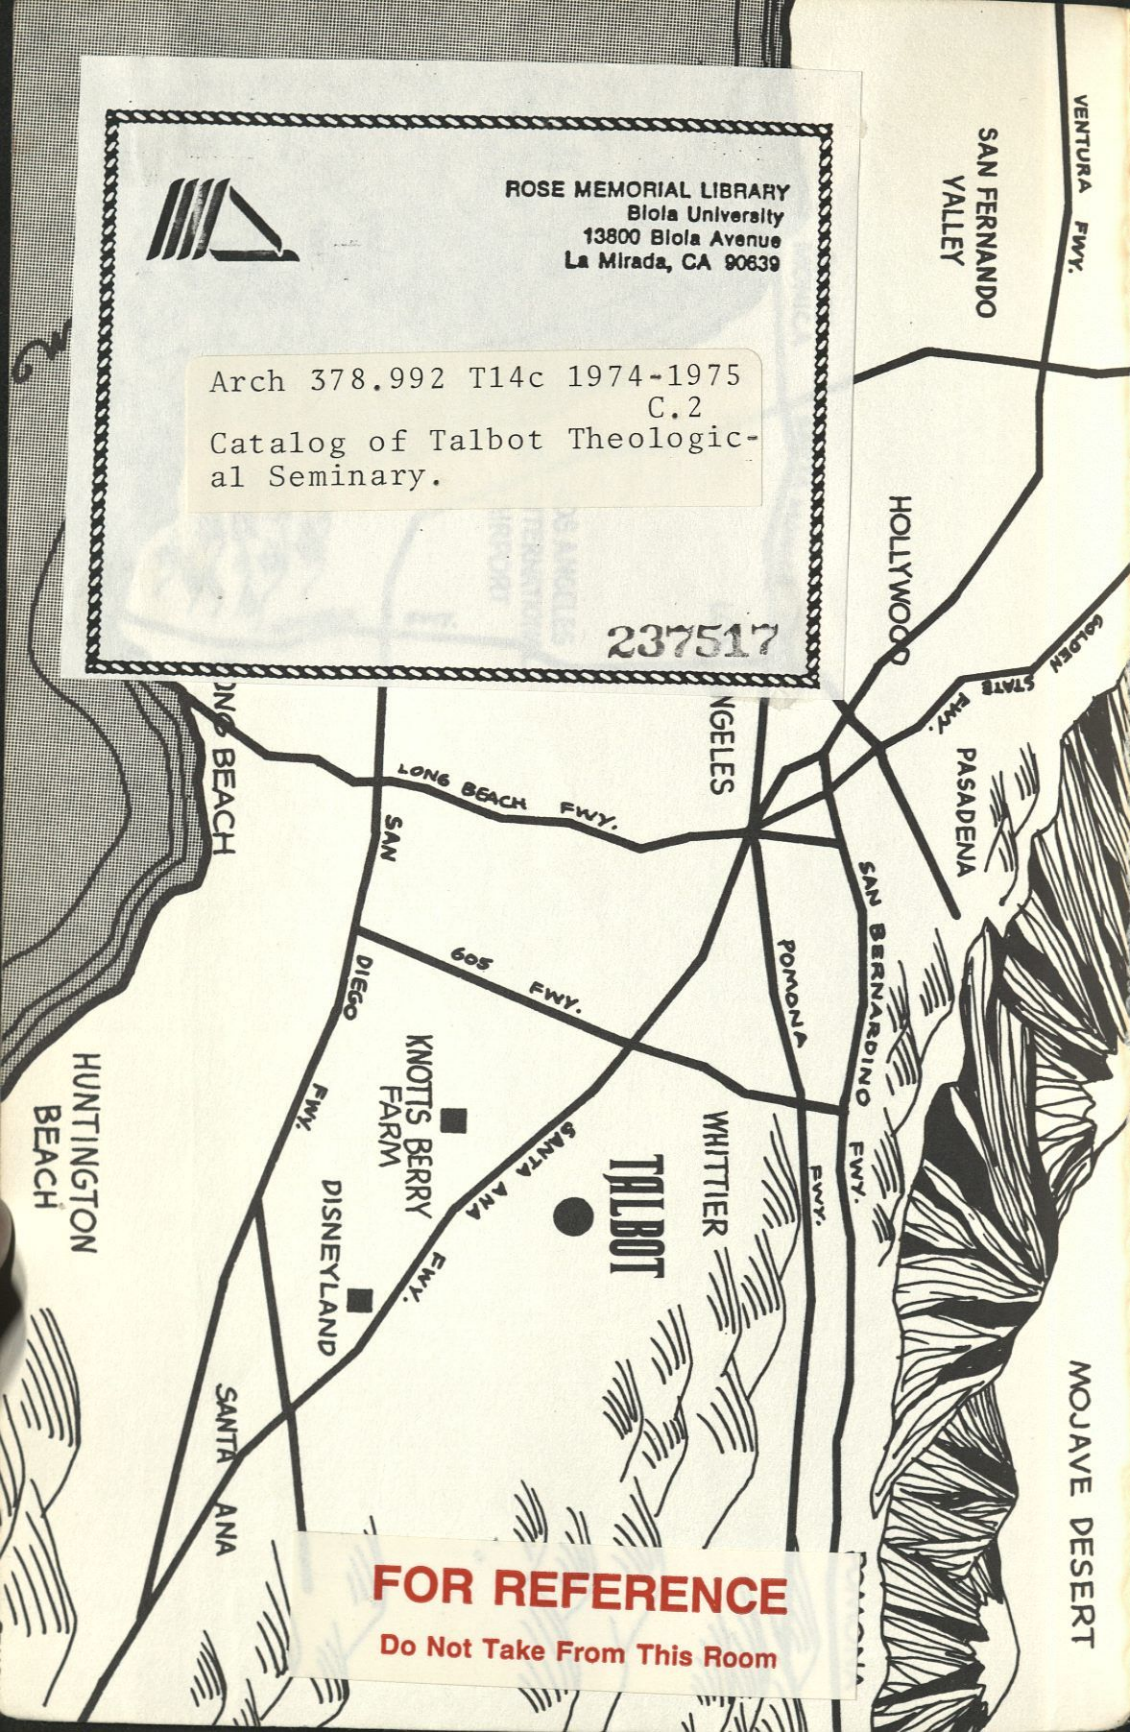 ROSE MEMORIAL LIBRARY
Biola University
13800 Biola Avenue
La Mirada, CA 90639
Arch 378.992 T14c 1974-1975
C.2
Catalog of Talbot Theologic-
al Seminary.
237517
VENTURA FWY.
SAN FERNANDO
VALLEY
HOLLYWOOD
GOLDEN STATE FWY.
PASADENA
NGELES
ONG BEACH
LONG BEACH FWY.
SAN DIEGO FWY.
605 FWY.
POMONA FWY.
SAN BERNARDINO FWY.
WHITTIER
TALBOT
KNOTTS BERRY
FARM
SANTA ANA FWY.
DISNEYLAND
HUNTINGTON
BEACH
SANTA ANA
MOJAVE DESERT
POMONA
FOR REFERENCE
Do Not Take From This Room